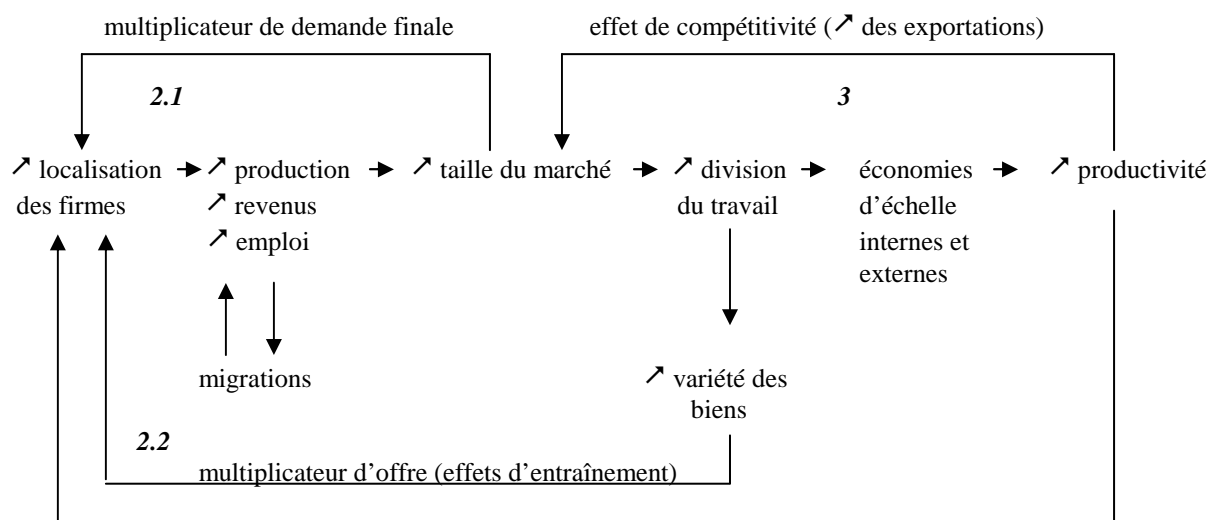 multiplicateur de demande finale
effet de compétitivité (↗ des exportations)
2.1
3
↗ localisation des firmes
↗ production
↗ revenus
↗ emploi
↗ taille du marché
↗ division du travail
économies
d’échelle
internes et
externes
↗ productivité
migrations
↗ variété des
biens
2.2
multiplicateur d’offre (effets d’entraînement)